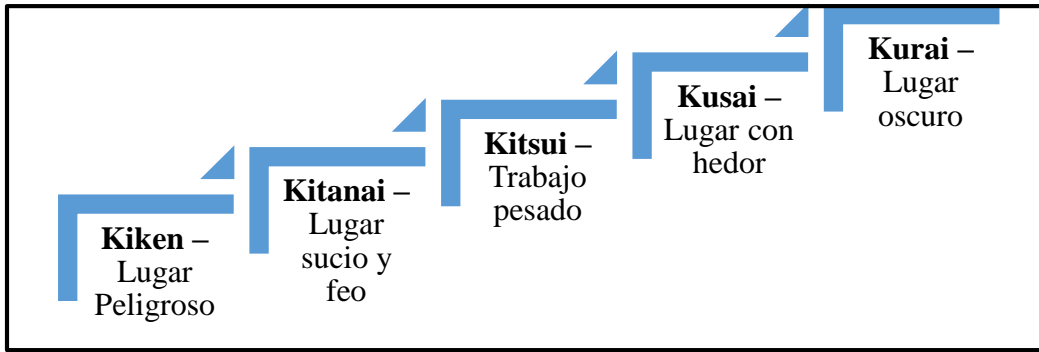 Kiken –
Lugar
Peligroso
Kitanai –
Lugar
sucio y
feo
Kitsui –
Trabajo
pesado
Kusai –
Lugar con
hedor
Kurai –
Lugar
oscuro